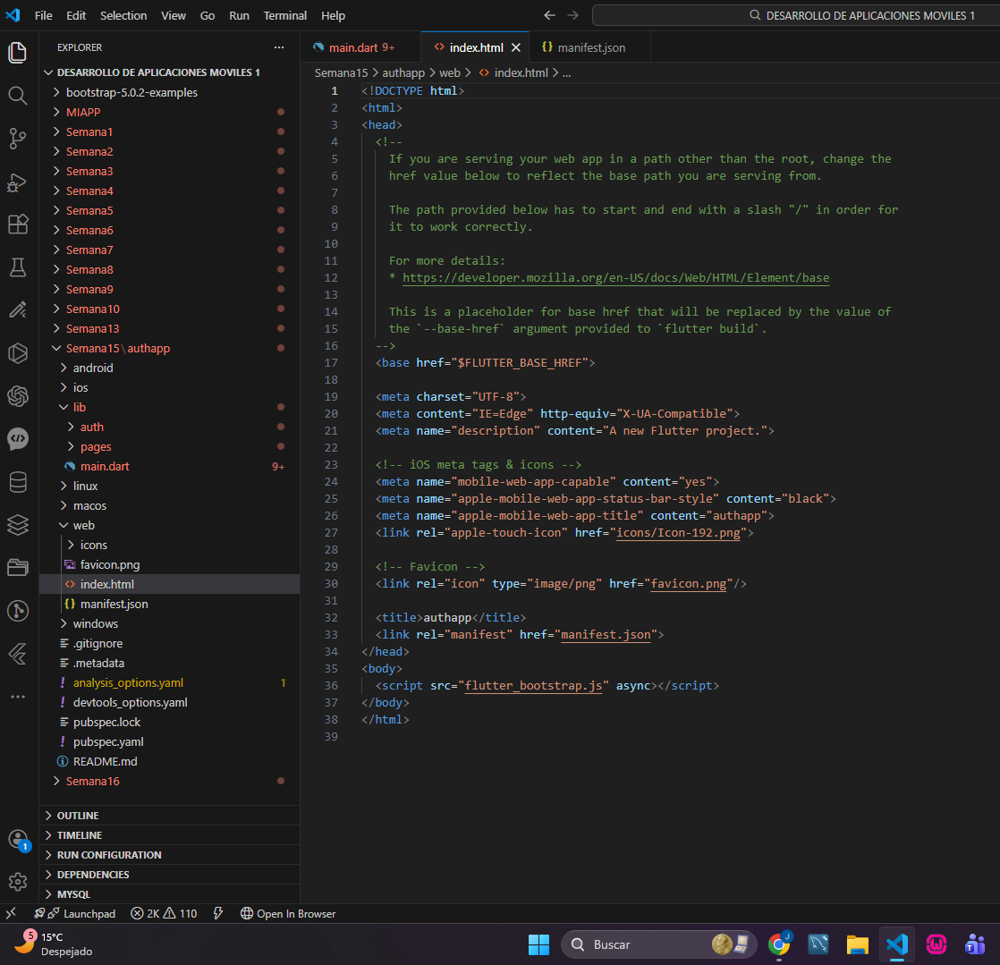 File Edit Selection View Go Run Terminal Help
DESARROLLO DE APLICACIONES MOVILES 1
EXPLORER
DESARROLLO DE APLICACIONES MOVILES 1
bootstrap-5.0.2-examples
MIAPP
Semana1
Semana2
Semana3
Semana4
Semana5
Semana6
Semana7
Semana8
Semana9
Semana10
Semana13
Semana15\authapp
android
ios
lib
auth
pages
main.dart 9+
linux
macos
web
icons
favicon.png
index.html
manifest.json
windows
.gitignore
.metadata
analysis_options.yaml 1
devtools_options.yaml
pubspec.lock
pubspec.yaml
README.md
Semana16
OUTLINE
TIMELINE
RUN CONFIGURATION
DEPENDENCIES
MYSQL
main.dart 9+ index.html manifest.json
Semana15 > authapp > web > index.html > ...
1 <!DOCTYPE html>
2 <html>
3 <head>
4 <!--
5 If you are serving your web app in a path other than the root, change the
6 href value below to reflect the base path you are serving from.
7
8 The path provided below has to start and end with a slash "/" in order for
9 it to work correctly.
10
11 For more details:
12 * https://developer.mozilla.org/en-US/docs/Web/HTML/Element/base
13
14 This is a placeholder for base href that will be replaced by the value of
15 the `--base-href` argument provided to `flutter build`.
16 -->
17 <base href="$FLUTTER_BASE_HREF">
18
19 <meta charset="UTF-8">
20 <meta content="IE=Edge" http-equiv="X-UA-Compatible">
21 <meta name="description" content="A new Flutter project.">
22
23 <!-- iOS meta tags & icons -->
24 <meta name="mobile-web-app-capable" content="yes">
25 <meta name="apple-mobile-web-app-status-bar-style" content="black">
26 <meta name="apple-mobile-web-app-title" content="authapp">
27 <link rel="apple-touch-icon" href="icons/Icon-192.png">
28
29 <!-- Favicon -->
30 <link rel="icon" type="image/png" href="favicon.png"/>
31
32 <title>authapp</title>
33 <link rel="manifest" href="manifest.json">
34 </head>
35 <body>
36 <script src="flutter_bootstrap.js" async></script>
37 </body>
38 </html>
39
1
Launchpad 2K 110 Open In Browser
5 15°C
Despejado
Buscar
J